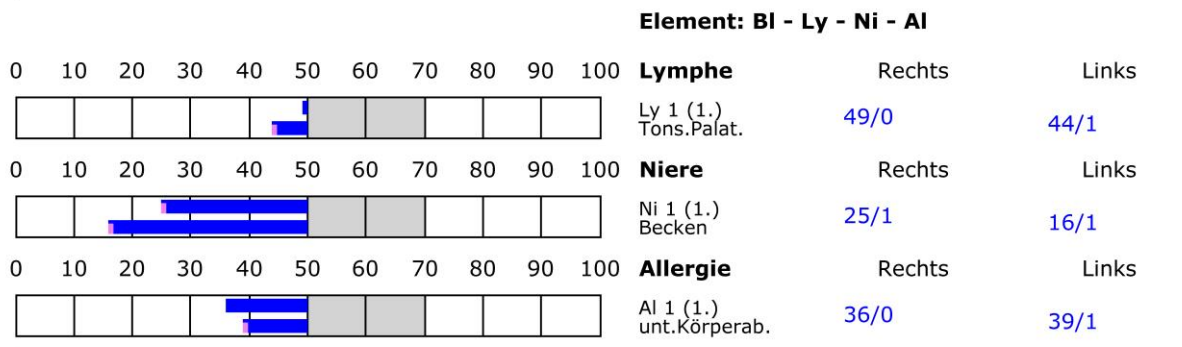 Element: Bl - Ly - Ni - Al
0 10 20 30 40 50 60 70 80 90 100 Lymphe Rechts Links
Ly 1 (1.) 49/0 44/1
Tons.Palat.
0 10 20 30 40 50 60 70 80 90 100 Niere Rechts Links
Ni 1 (1.) 25/1 16/1
Becken
0 10 20 30 40 50 60 70 80 90 100 Allergie Rechts Links
Al 1 (1.) 36/0 39/1
unt.Körperab.